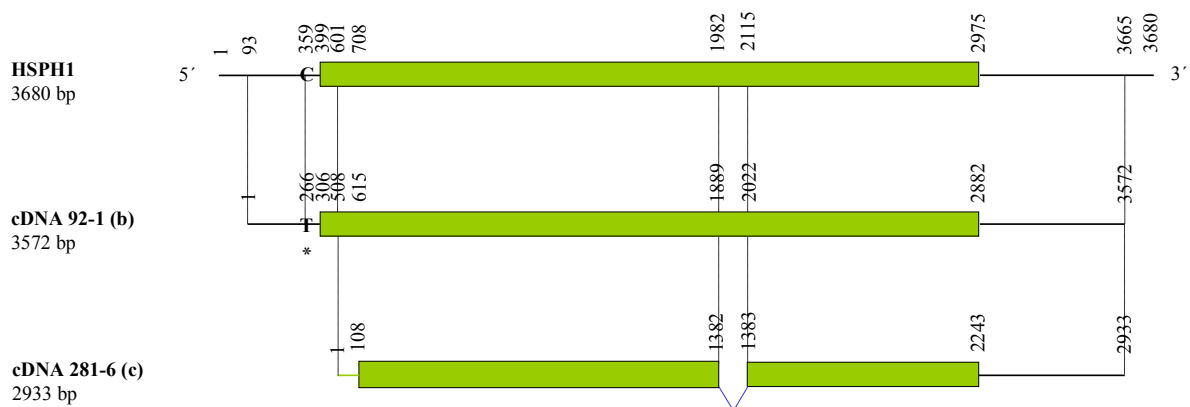 1 93 359 399 601 708 1982 2115 2975 3665 3680
HSPH1 5´ C 3´
3680 bp
1 266 306 508 615 1889 2022 2882 3572
cDNA 92-1 (b) T
3572 bp *
1 108 1382 1383 2243 2933
cDNA 281-6 (c)
2933 bp